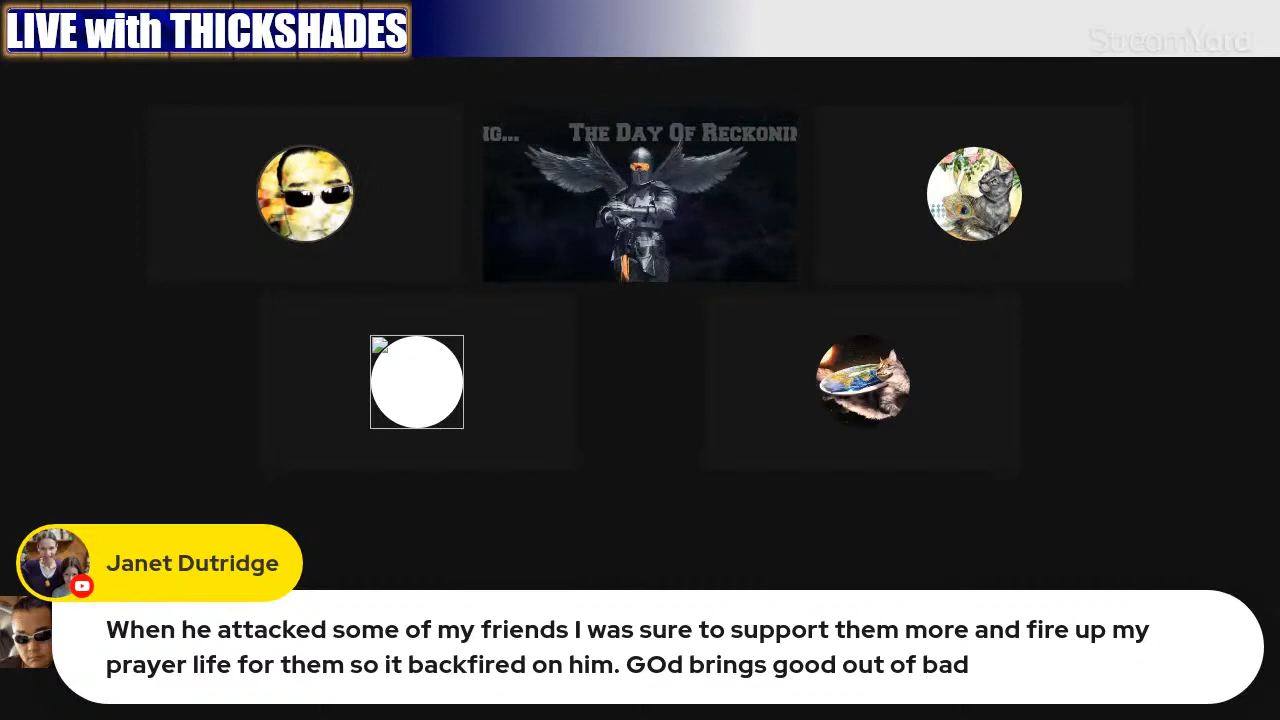 LIVE with THICKSHADES
StreamYard
IG... THE DAY OF RECKONIN
Janet Dutridge
When he attacked some of my friends I was sure to support them more and fire up my
prayer life for them so it backfired on him. GOd brings good out of bad